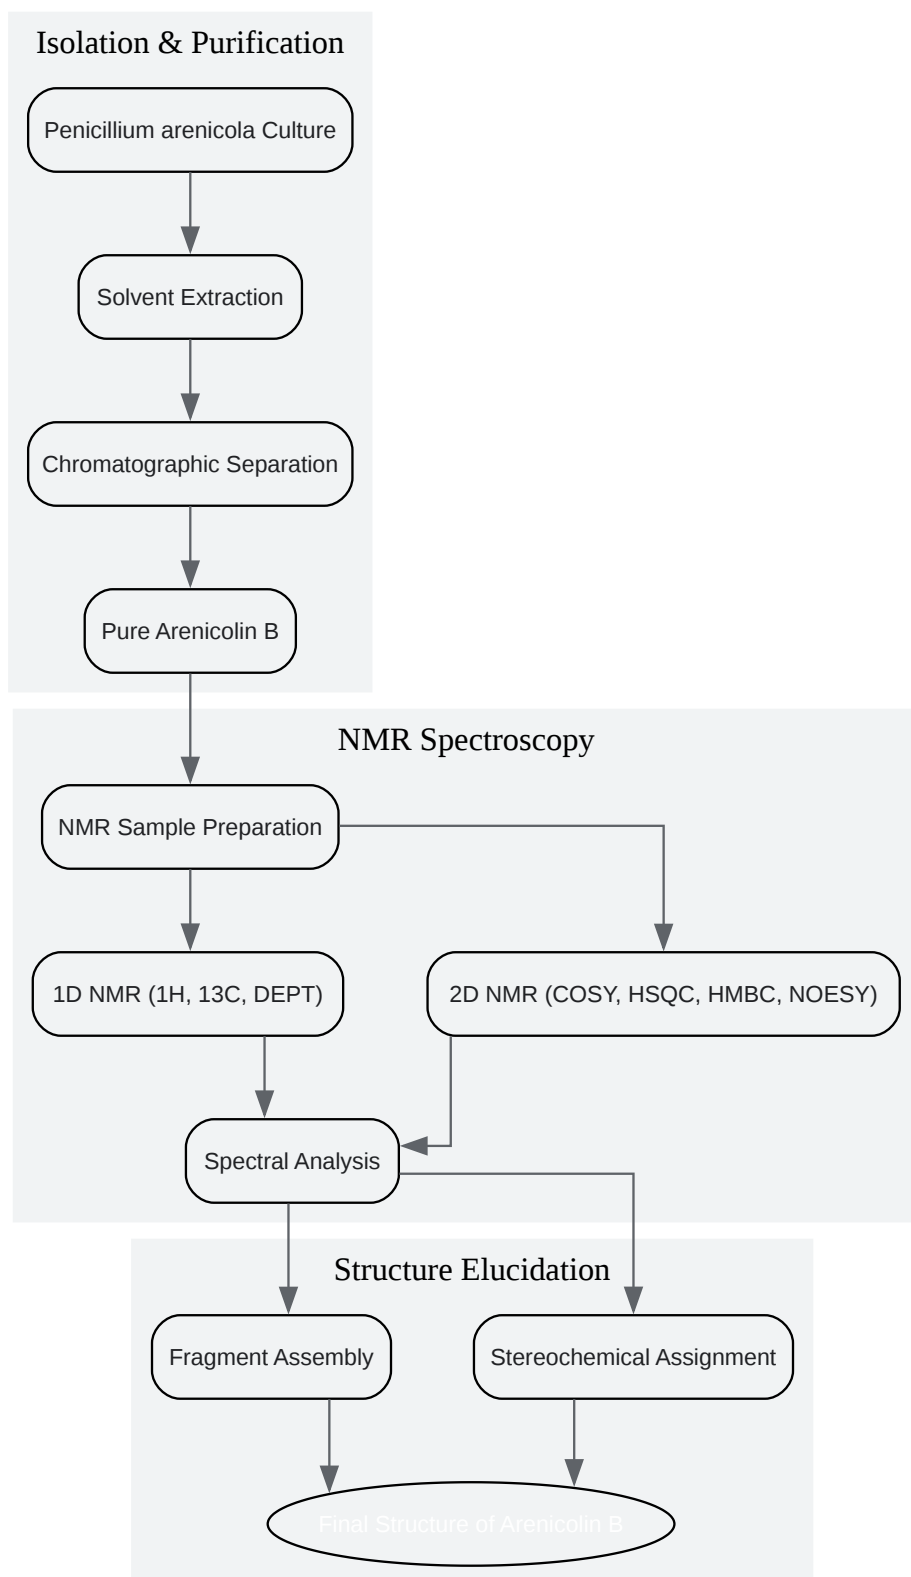 Isolation & Purification
Penicillium arenicola Culture
Solvent Extraction
Chromatographic Separation
Pure Arenicolin B
NMR Spectroscopy
NMR Sample Preparation
1D NMR (1H, 13C, DEPT)
2D NMR (COSY, HSQC, HMBC, NOESY)
Spectral Analysis
Structure Elucidation
Fragment Assembly
Stereochemical Assignment
Final Structure of Arenicolin B